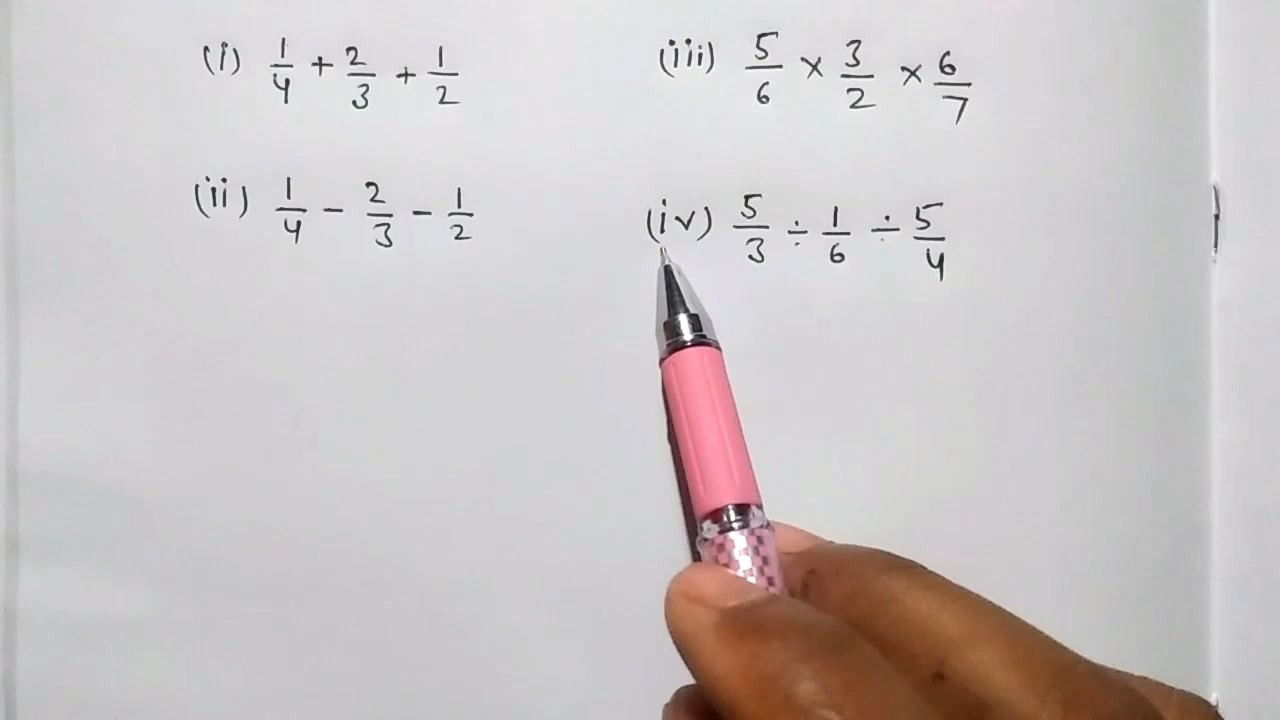 (i) 1/4 + 2/3 + 1/2
(ii) 1/4 - 2/3 - 1/2
(iii) 5/6 × 3/2 × 6/7
(iv) 5/3 ÷ 1/6 ÷ 5/4